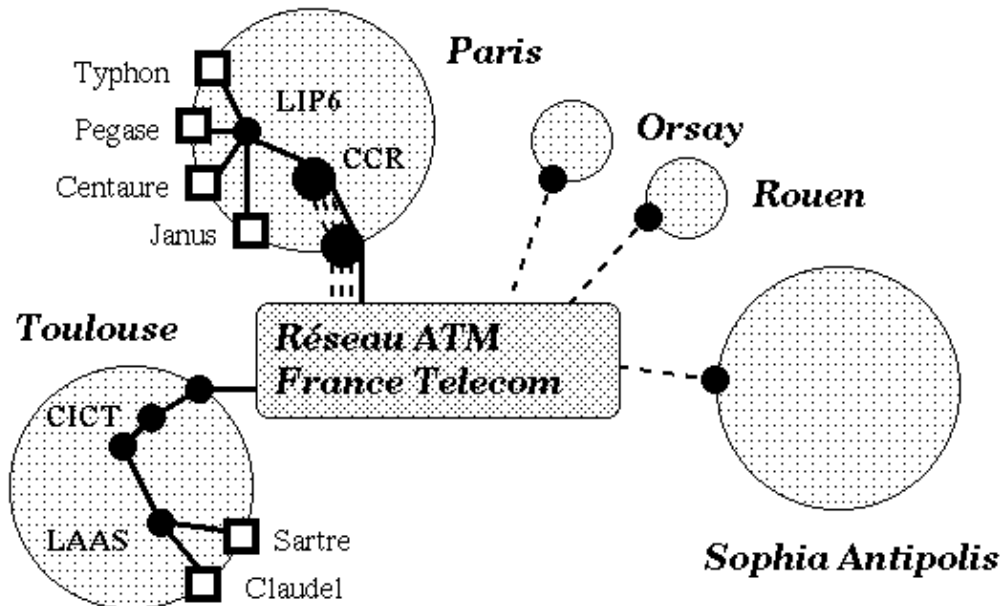 Paris
Typhon
LIP6
Pegase
Orsay
CCR
Centaure
Rouen
Janus
Toulouse
Réseau ATM
France Telecom
CICT
LAAS
Sartre
Sophia Antipolis
Claudel